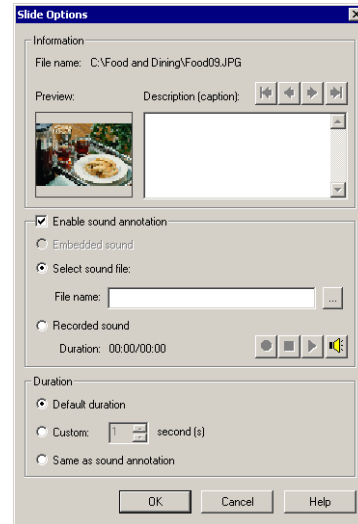 Slide Options
Information
File name: C:\Food and Dining\Food09.JPG
Preview: Description (caption):
Enable sound annotation
Embedded sound
Select sound file:
File name: ...
Recorded sound
Duration: 00:00/00:00
Duration
Default duration
Custom: 1 second (s)
Same as sound annotation
OK Cancel Help